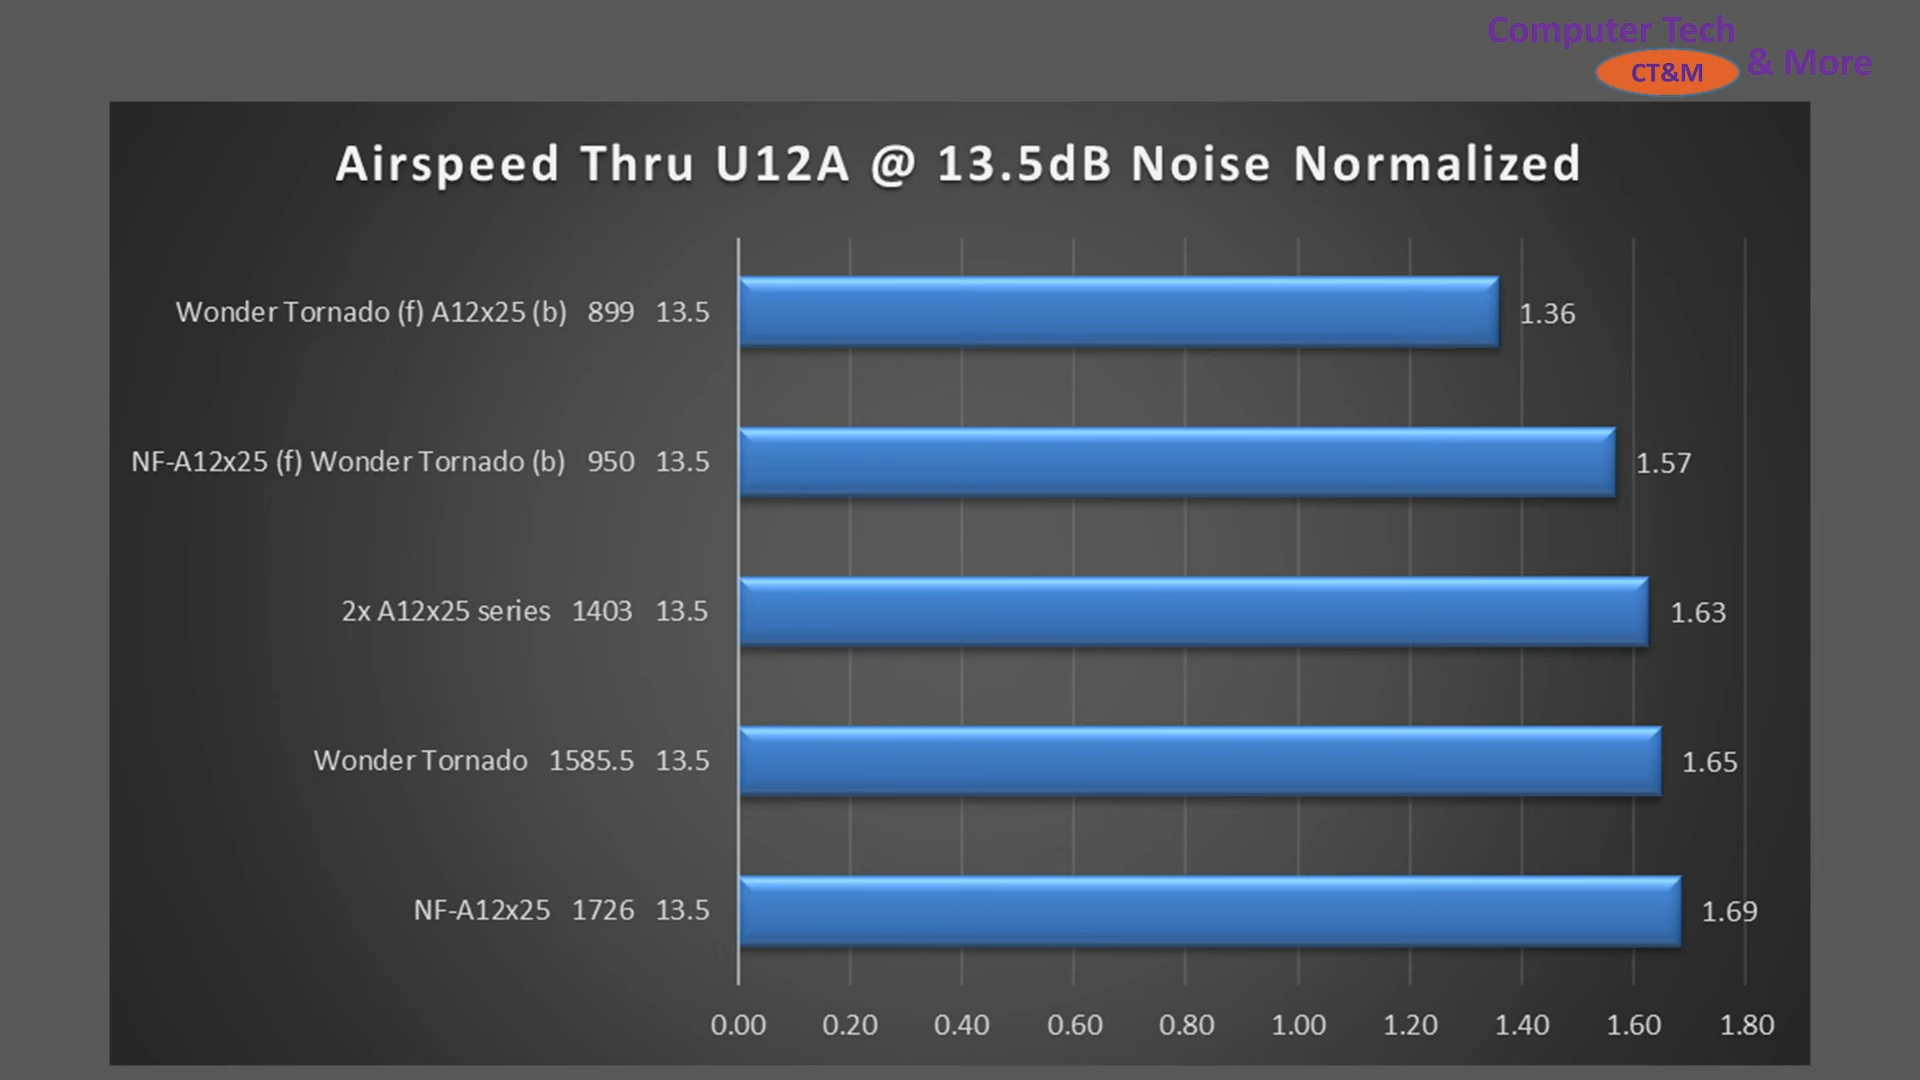 Computer Tech
CT&M
& More
Airspeed Thru U12A @ 13.5dB Noise Normalized
Wonder Tornado (f) A12x25 (b) 899 13.5 1.36
NF-A12x25 (f) Wonder Tornado (b) 950 13.5 1.57
2x A12x25 series 1403 13.5 1.63
Wonder Tornado 1585.5 13.5 1.65
NF-A12x25 1726 13.5 1.69
0.00 0.20 0.40 0.60 0.80 1.00 1.20 1.40 1.60 1.80